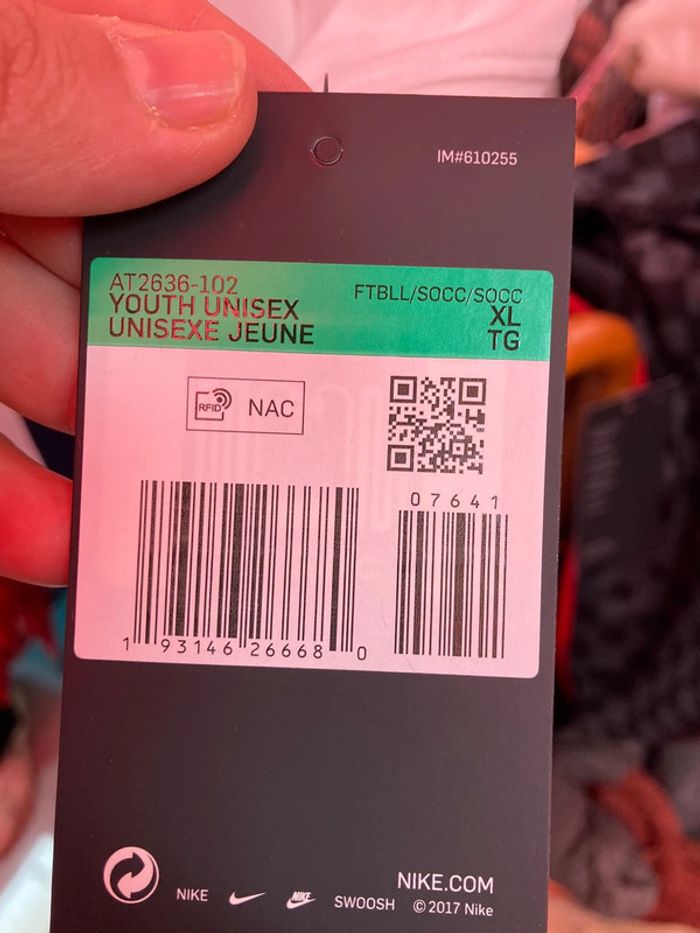 IM#610255
AT2636-102
FTBLL/SOCC/SOCC
YOUTH UNISEX
XL
UNISEXE JEUNE
TG
RFID NAC
07641
1 93146 26668 0
NIKE
NIKE
SWOOSH
NIKE.COM
©2017 Nike